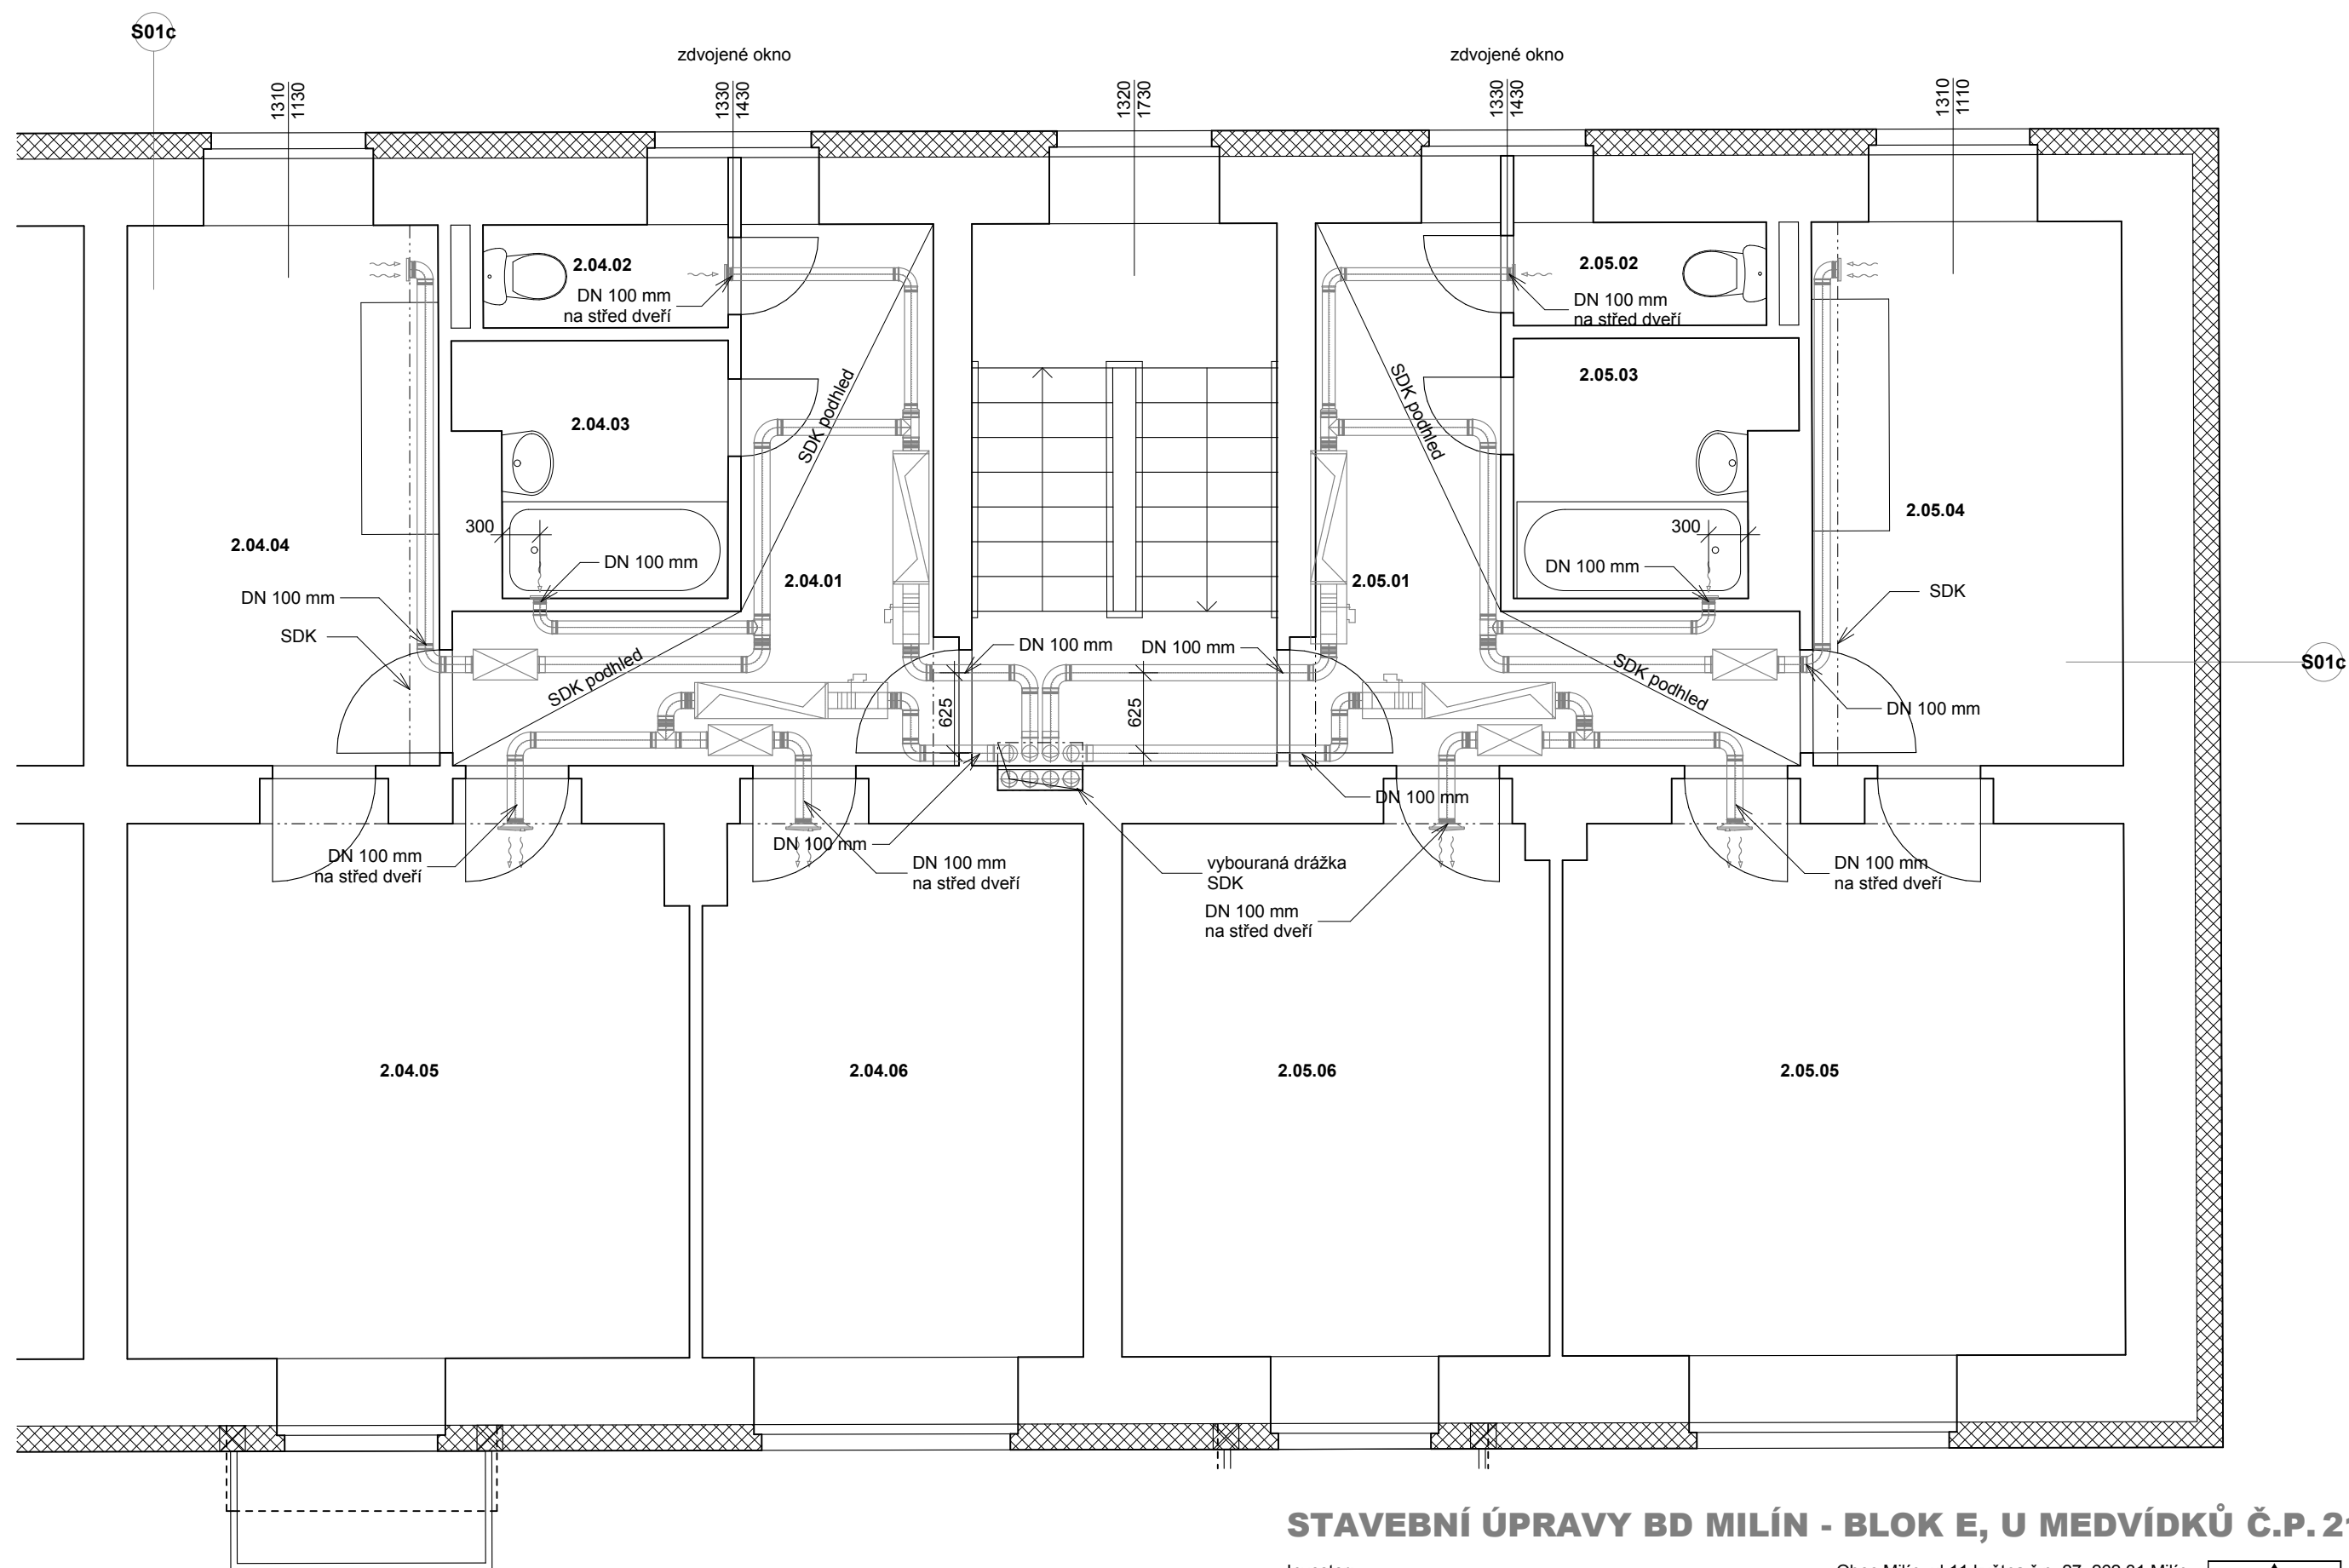 S01c
zdvojené okno
zdvojené okno
1310
1130
1330
1430
1320
1730
1330
1430
1310
1110
2.04.02
DN 100 mm
na střed dveří
2.05.02
DN 100 mm
na střed dveří
SDK podhled
SDK podhled
2.04.03
2.05.03
300
300
2.04.04
2.05.04
DN 100 mm
DN 100 mm
2.04.01
2.05.01
DN 100 mm
SDK
SDK
DN 100 mm
DN 100 mm
SDK podhled
SDK podhled
S01c
625
625
DN 100 mm
DN 100 mm
DN 100 mm
DN 100 mm
na střed dveří
DN 100 mm
na střed dveří
vybouraná drážka
SDK
DN 100 mm
na střed dveří
DN 100 mm
na střed dveří
2.04.05
2.04.06
2.05.06
2.05.05
STAVEBNÍ ÚPRAVY BD MILÍN - BLOK E, U MEDVÍDKŮ Č.P.